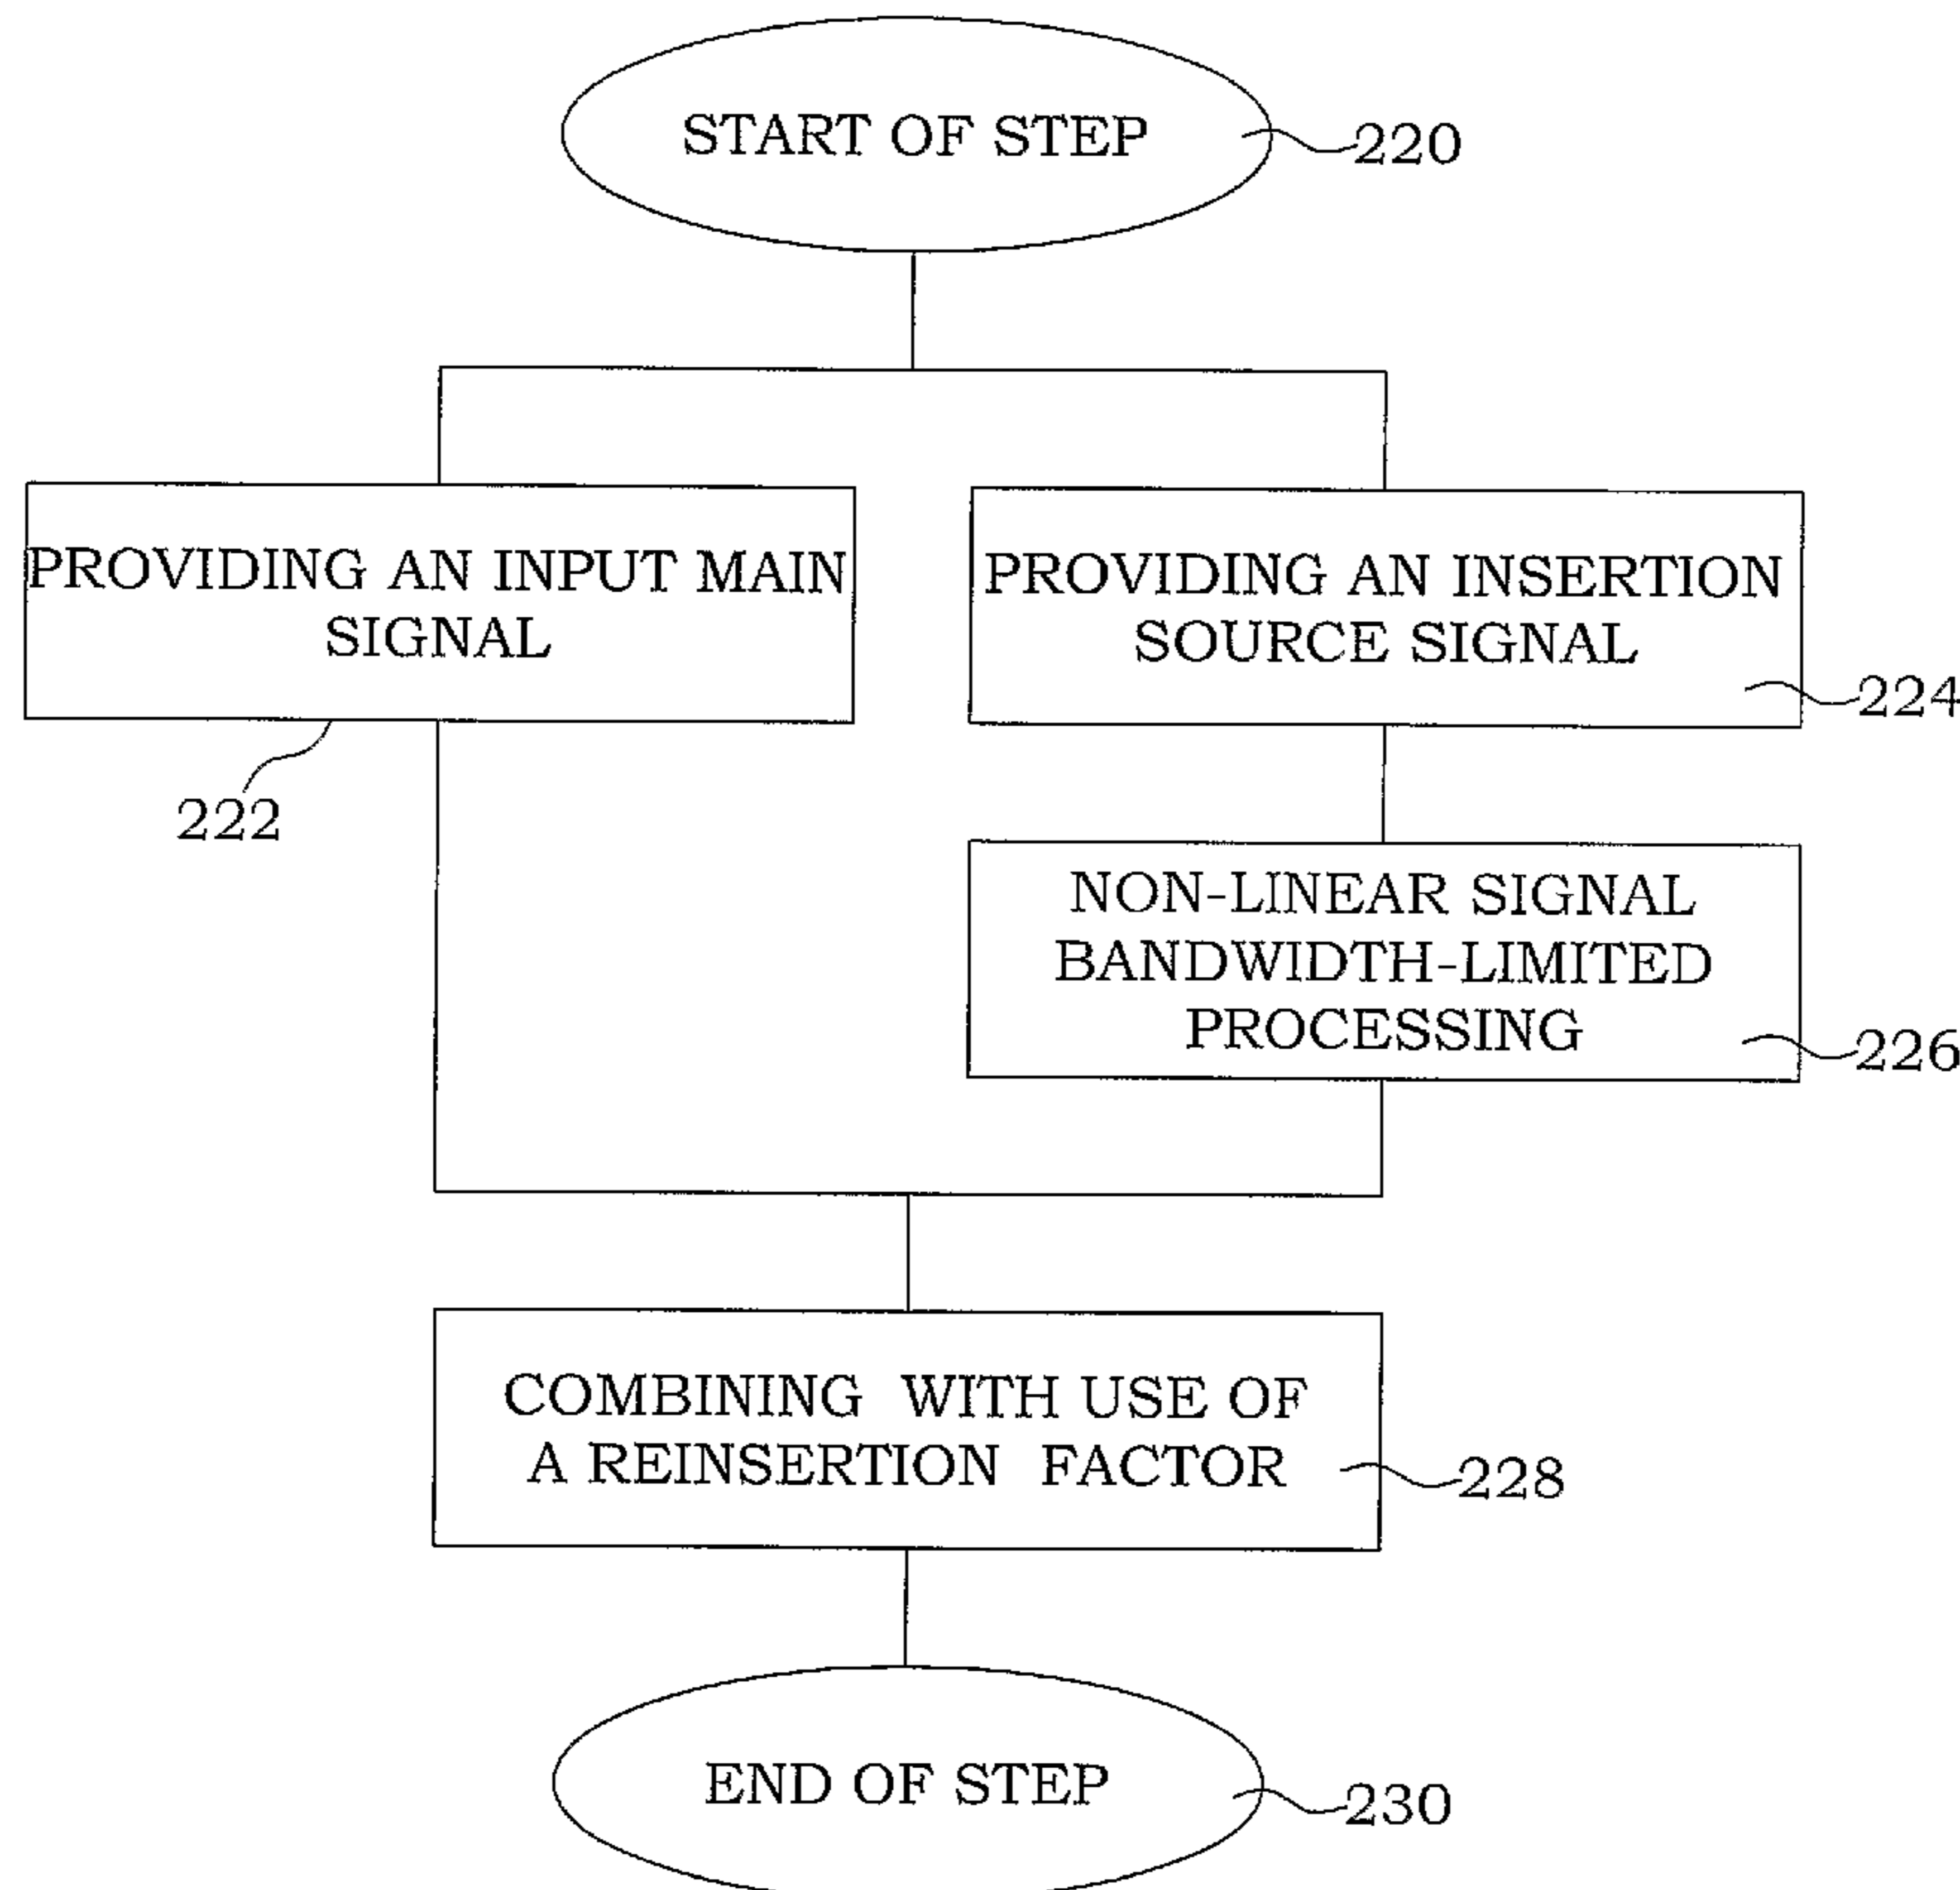 START OF STEP
220
PROVIDING AN INPUT MAIN
SIGNAL
222
PROVIDING AN INSERTION
SOURCE SIGNAL
224
NON-LINEAR SIGNAL
BANDWIDTH-LIMITED
PROCESSING
226
COMBINING WITH USE OF
A REINSERTION FACTOR
228
END OF STEP
230